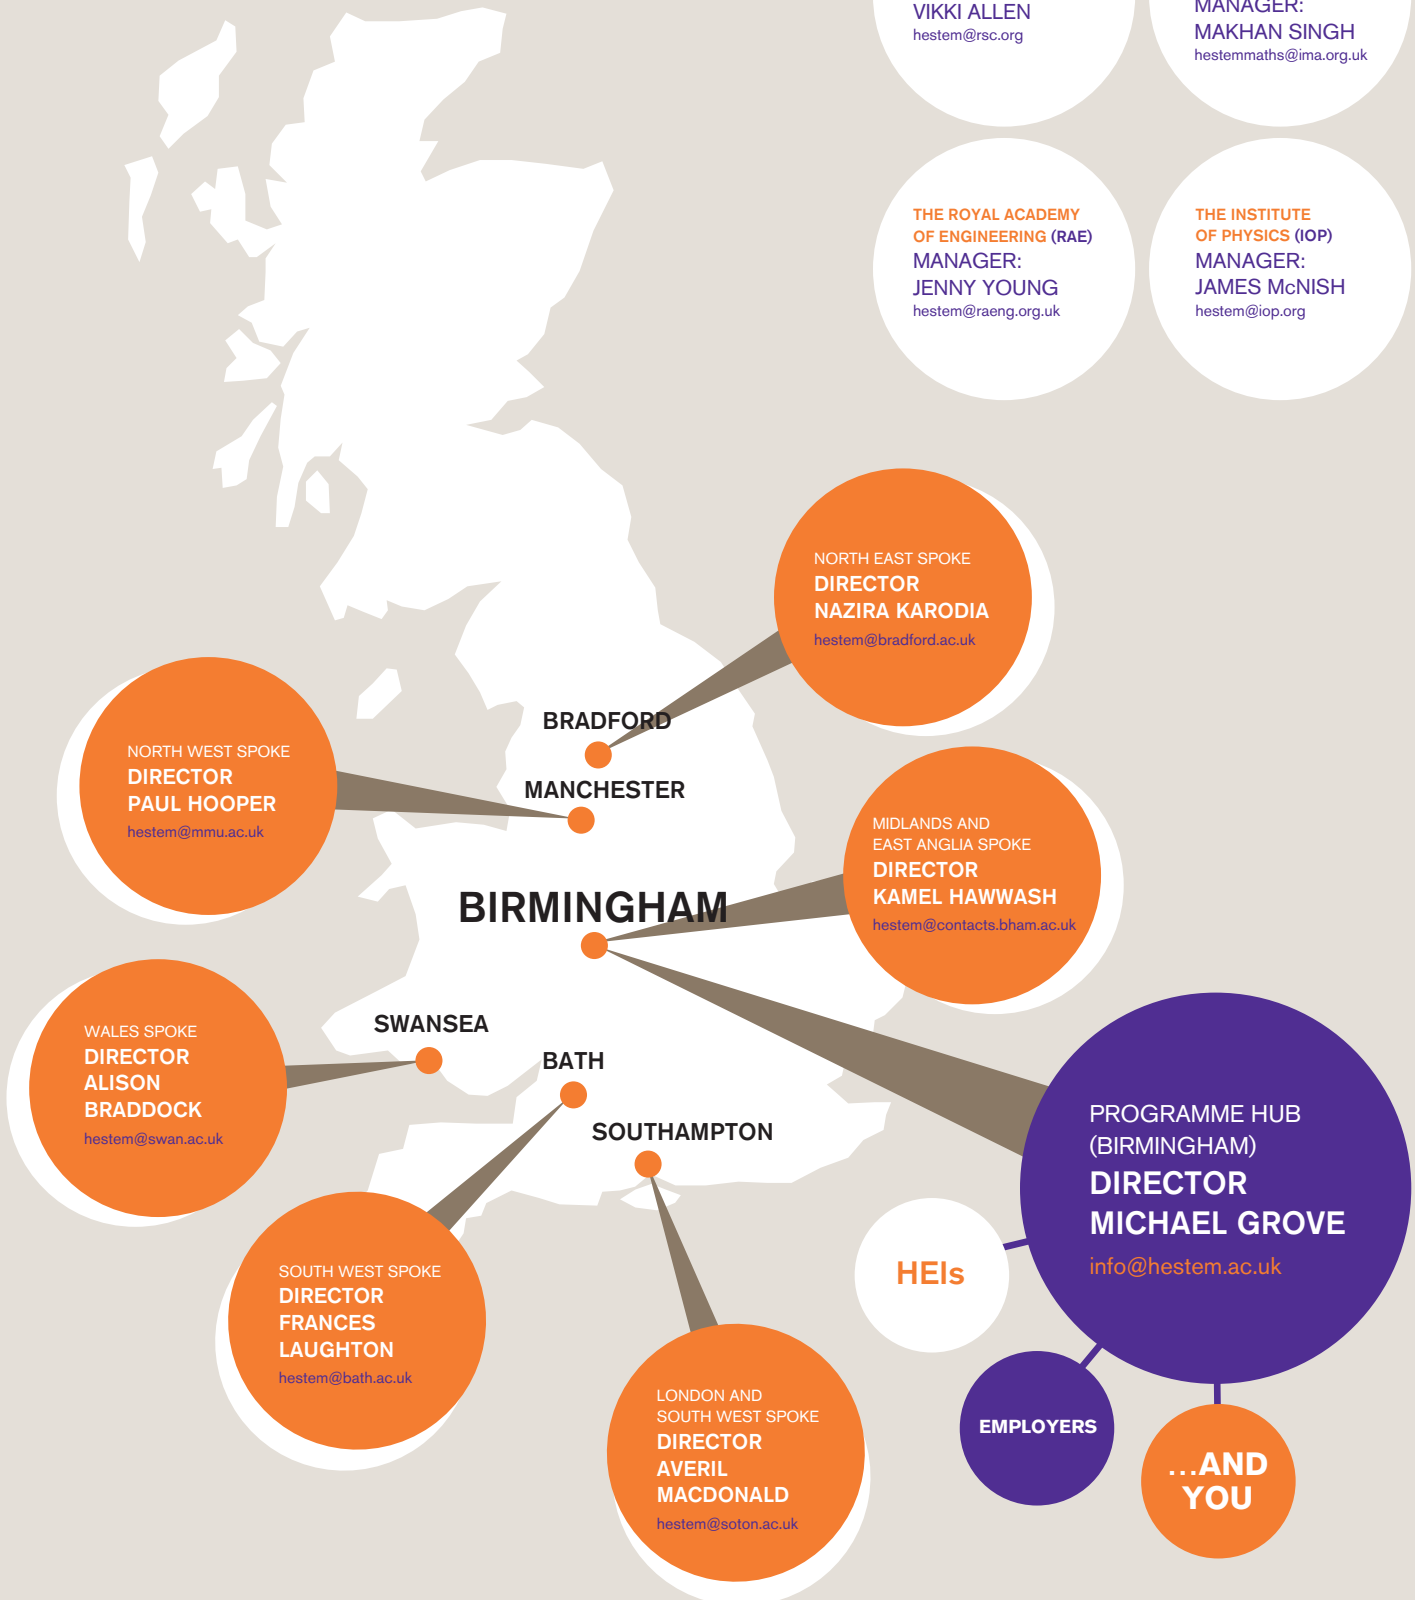 VIKKI ALLEN
hestem@rsc.org
MANAGER:
MAKHAN SINGH
hestemmaths@ima.org.uk
THE ROYAL ACADEMY
OF ENGINEERING (RAE)
MANAGER:
JENNY YOUNG
hestem@raeng.org.uk
THE INSTITUTE
OF PHYSICS (IOP)
MANAGER:
JAMES McNISH
hestem@iop.org
NORTH EAST SPOKE
DIRECTOR
NAZIRA KARODIA
hestem@bradford.ac.uk
BRADFORD
NORTH WEST SPOKE
DIRECTOR
PAUL HOOPER
hestem@mmu.ac.uk
MANCHESTER
MIDLANDS AND
EAST ANGLIA SPOKE
DIRECTOR
KAMEL HAWWASH
hestem@contacts.bham.ac.uk
BIRMINGHAM
WALES SPOKE
DIRECTOR
ALISON
BRADDOCK
hestem@swan.ac.uk
SWANSEA
BATH
SOUTHAMPTON
PROGRAMME HUB
(BIRMINGHAM)
DIRECTOR
MICHAEL GROVE
info@hestem.ac.uk
HEIs
SOUTH WEST SPOKE
DIRECTOR
FRANCES
LAUGHTON
hestem@bath.ac.uk
LONDON AND
SOUTH WEST SPOKE
DIRECTOR
AVERIL
MACDONALD
hestem@soton.ac.uk
EMPLOYERS
...AND
YOU